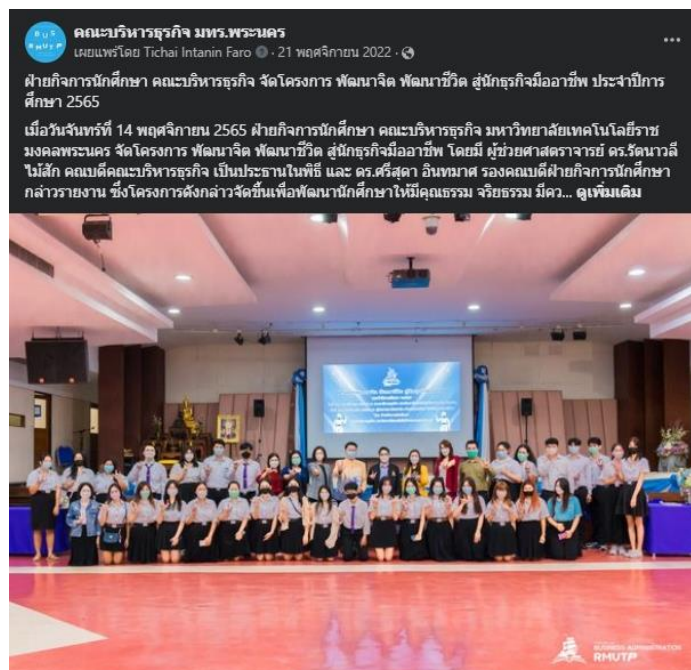 BUS
RMUTP
คณะบริหารธุรกิจ มทร.พระนคร
เผยแพร่โดย Tichai Intanin Faro · 21 พฤศจิกายน 2022 ·
ฝ่ายกิจการนักศึกษา คณะบริหารธุรกิจ จัดโครงการ พัฒนาจิต พัฒนาชีวิต สู่นักธุรกิจมืออาชีพ ประจำปีการ
ศึกษา 2565
เมื่อวันจันทร์ที่ 14 พฤศจิกายน 2565 ฝ่ายกิจการนักศึกษา คณะบริหารธุรกิจ มหาวิทยาลัยเทคโนโลยีราช
มงคลพระนคร จัดโครงการ พัฒนาจิต พัฒนาชีวิต สู่นักธุรกิจมืออาชีพ โดยมี ผู้ช่วยศาสตราจารย์ ดร.รัตนาวลี
ไม้สัก คณบดีคณะบริหารธุรกิจ เป็นประธานในพิธี และ ดร.ศรีสุดา อินทมาศ รองคณบดีฝ่ายกิจการนักศึกษา
กล่าวรายงาน ซึ่งโครงการดังกล่าวจัดขึ้นเพื่อพัฒนานักศึกษาให้มีคุณธรรม จริยธรรม มีคว... ดูเพิ่มเติม
BUSINESS ADMINISTRATION
RMUTP